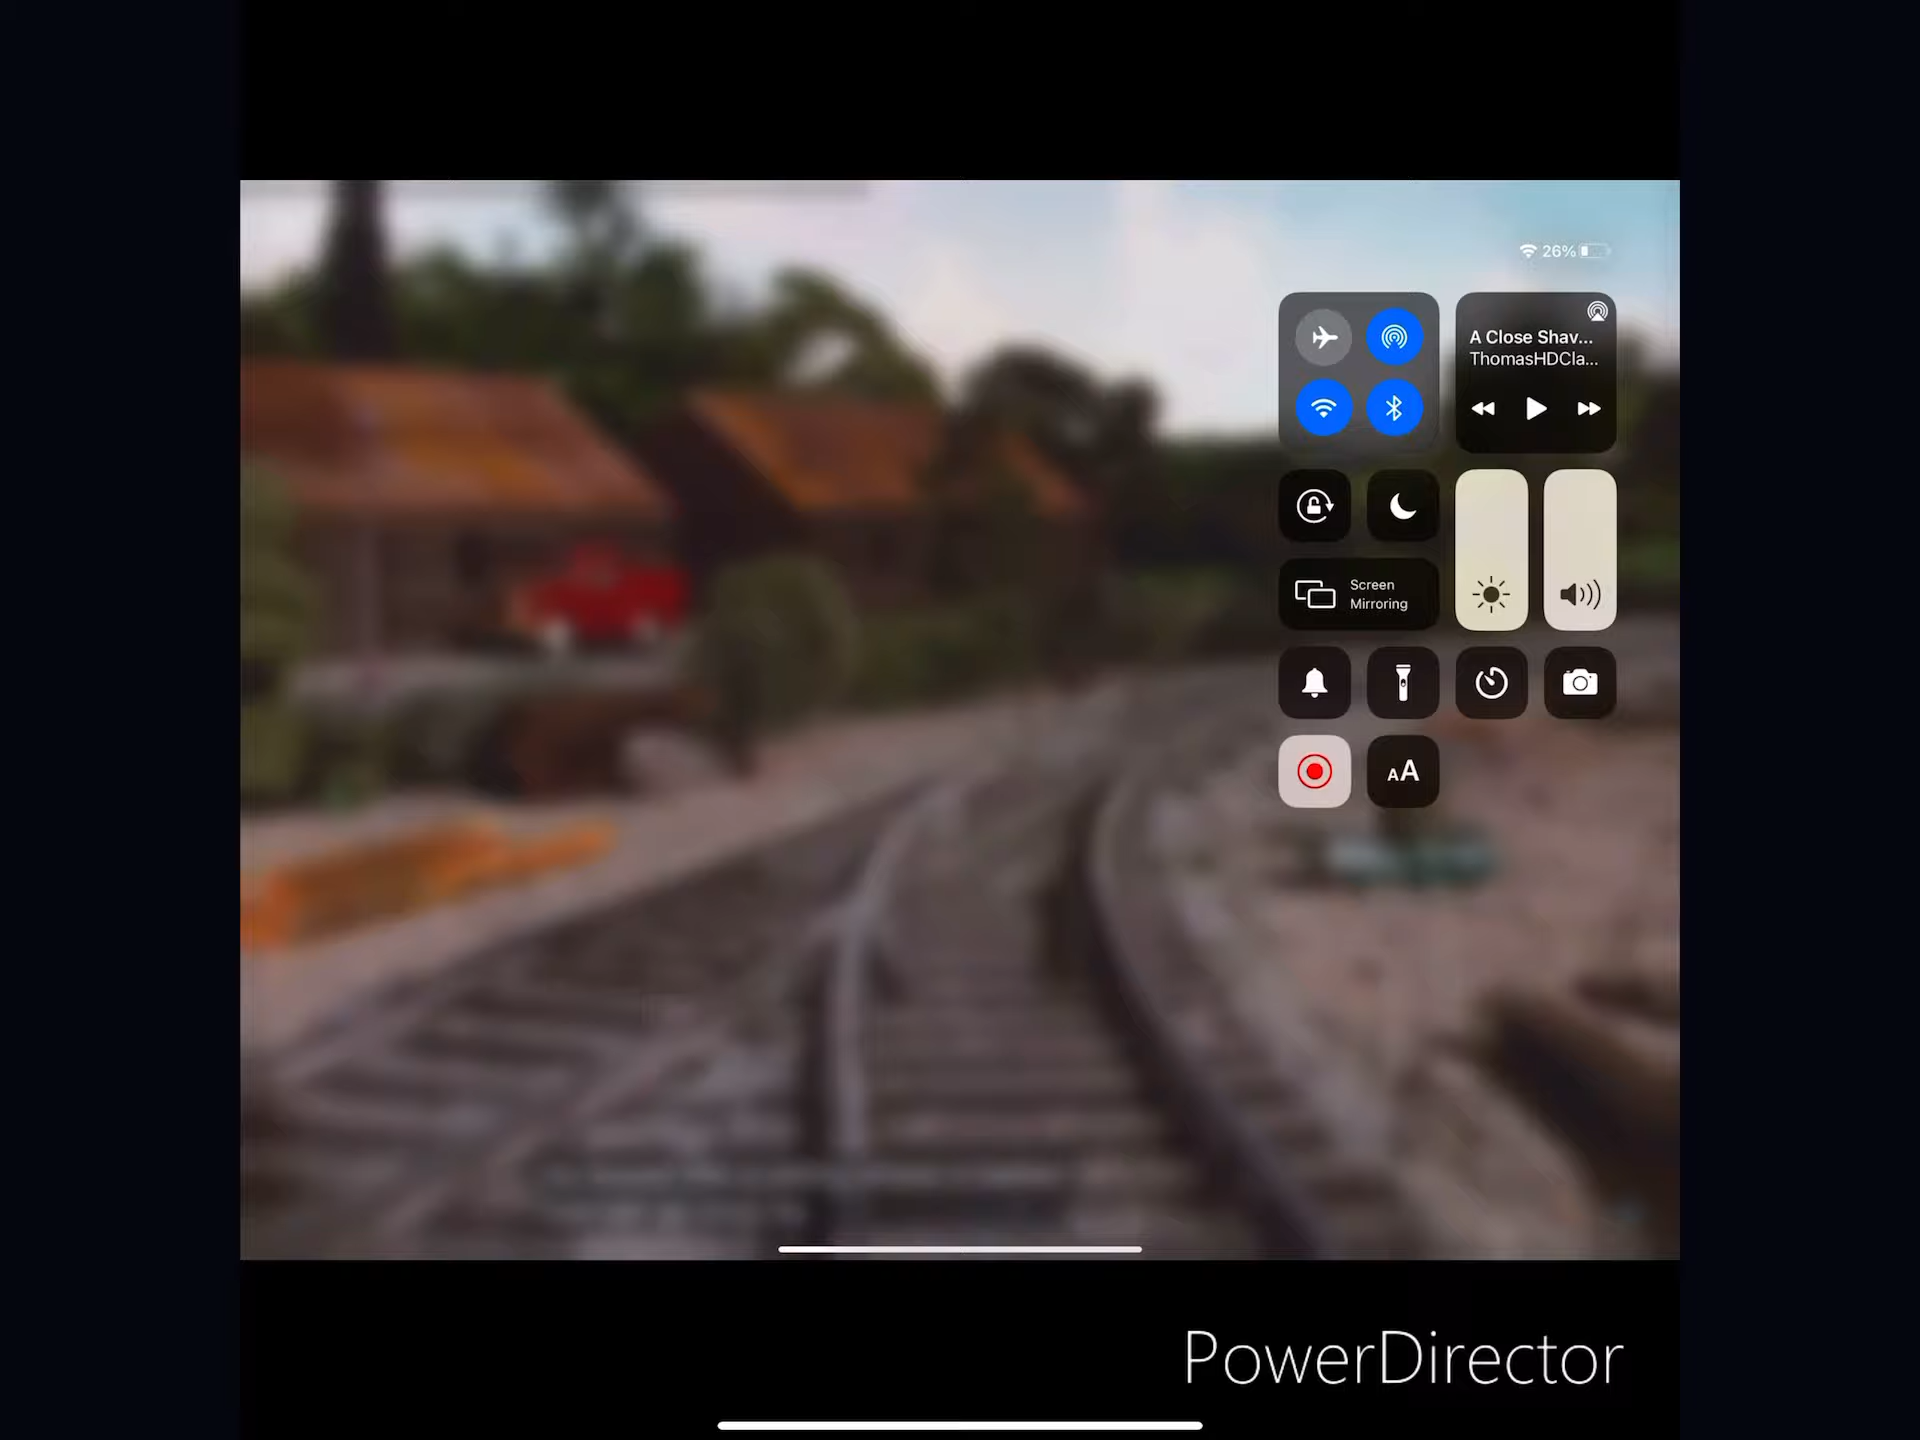 26%
A Close Shav...
ThomasHDCla...
Screen
Mirroring
AA
PowerDirector